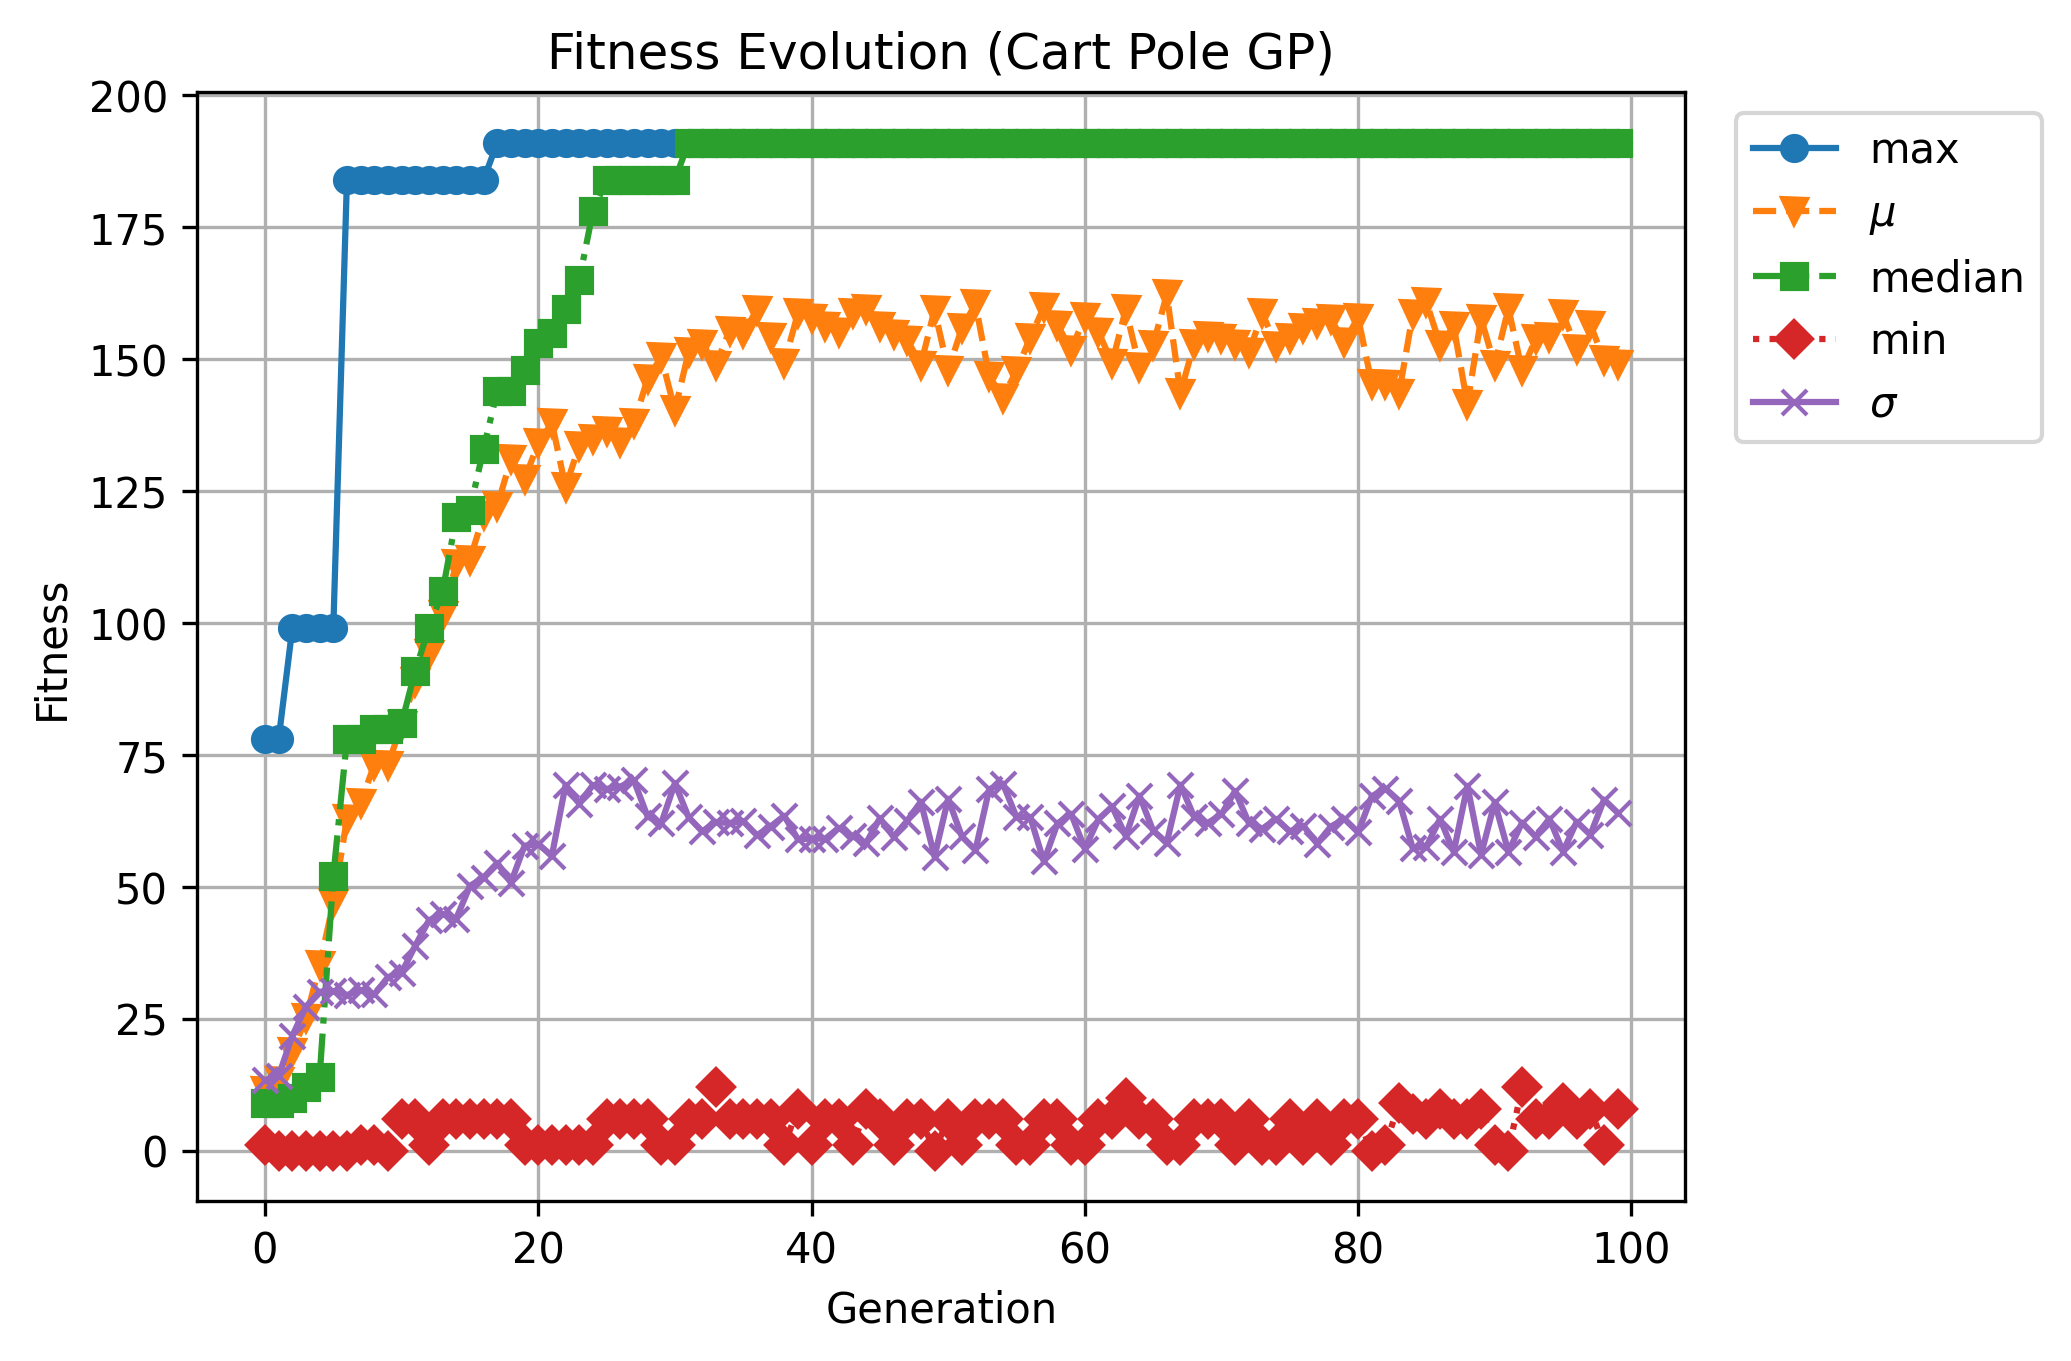 Fitness Evolution (Cart Pole GP)
200
175
150
125
100
75
50
25
0
Fitness
0 20 40 60 80 100
Generation
max
μ
median
min
σ